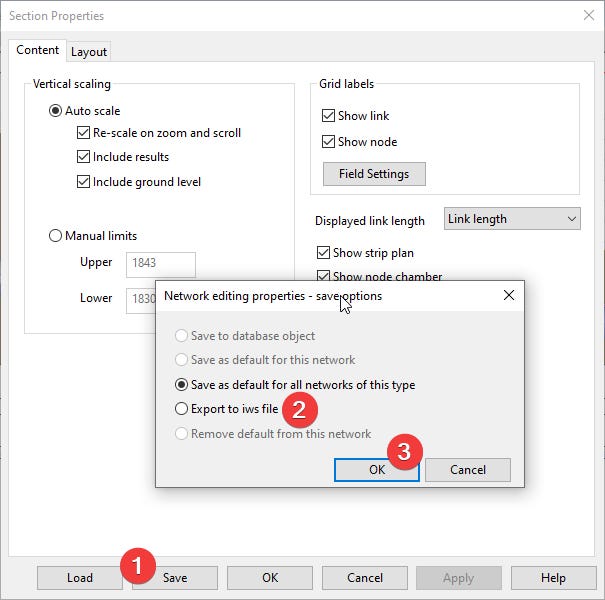 Section Properties
Content Layout
Vertical scaling
Auto scale
Re-scale on zoom and scroll
Include results
Include ground level
Manual limits
Upper 1843
Lower 1830
Grid labels
Show link
Show node
Field Settings
Displayed link length Link length
Show strip plan
Show node chamber
Network editing properties - save options
Save to database object
Save as default for this network
Save as default for all networks of this type
Export to iws file 2
Remove default from this network
3
OK Cancel
1
Load Save OK Cancel Apply Help